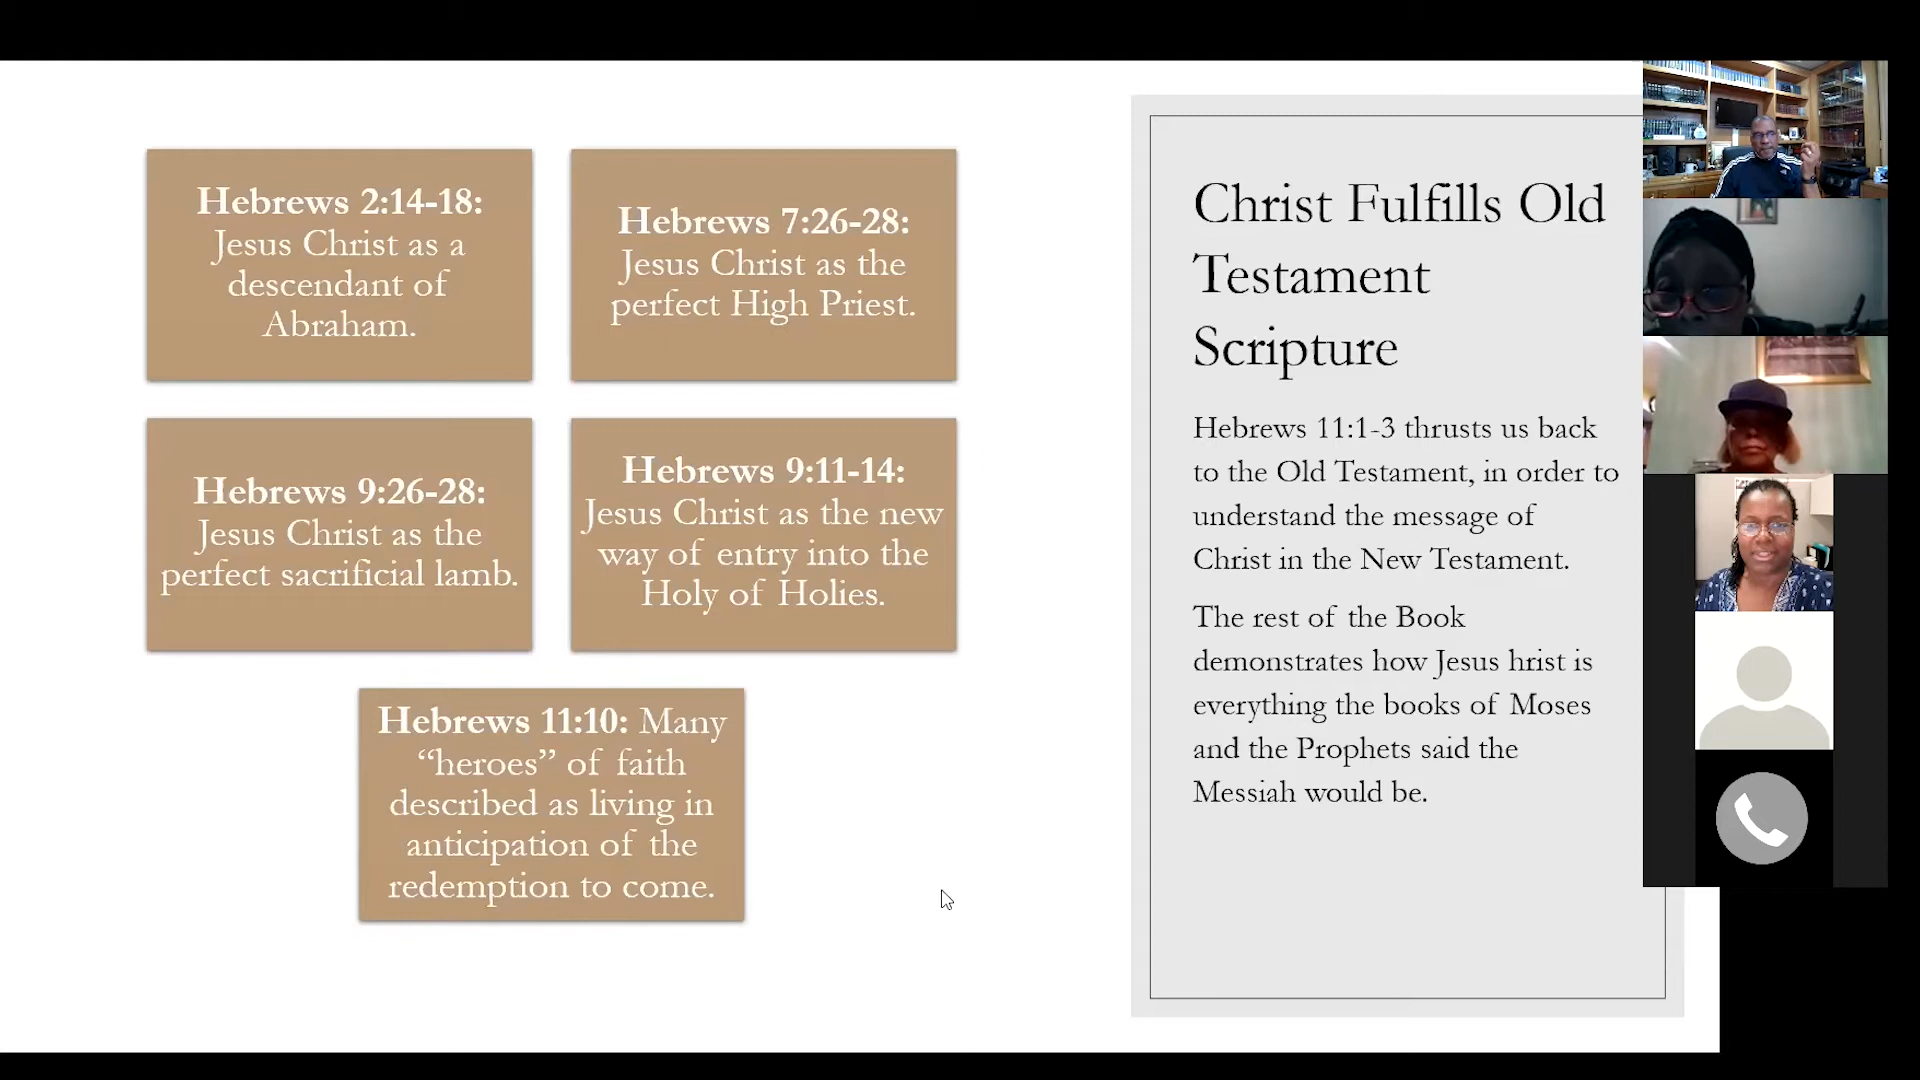 Hebrews 2:14-18:
Jesus Christ as a
descendant of
Abraham.
Hebrews 7:26-28:
Jesus Christ as the
perfect High Priest.
Hebrews 9:26-28:
Jesus Christ as the
perfect sacrificial lamb.
Hebrews 9:11-14:
Jesus Christ as the new
way of entry into the
Holy of Holies.
Hebrews 11:10: Many
“heroes” of faith
described as living in
anticipation of the
redemption to come.
Christ Fulfills Old
Testament
Scripture
Hebrews 11:1-3 thrusts us back
to the Old Testament, in order to
understand the message of
Christ in the New Testament.
The rest of the Book
demonstrates how Jesus hrist is
everything the books of Moses
and the Prophets said the
Messiah would be.